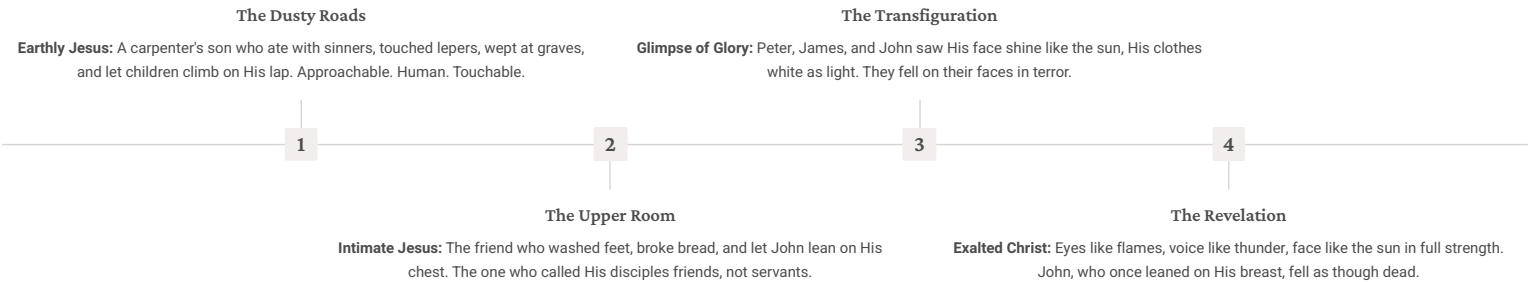 The Dusty Roads
Earthly Jesus: A carpenter's son who ate with sinners, touched lepers, wept at graves,
and let children climb on His lap. Approachable. Human. Touchable.
The Transfiguration
Glimpse of Glory: Peter, James, and John saw His face shine like the sun, His clothes
white as light. They fell on their faces in terror.
1
2
3
4
The Upper Room
Intimate Jesus: The friend who washed feet, broke bread, and let John lean on His
chest. The one who called His disciples friends, not servants.
The Revelation
Exalted Christ: Eyes like flames, voice like thunder, face like the sun in full strength.
John, who once leaned on His breast, fell as though dead.